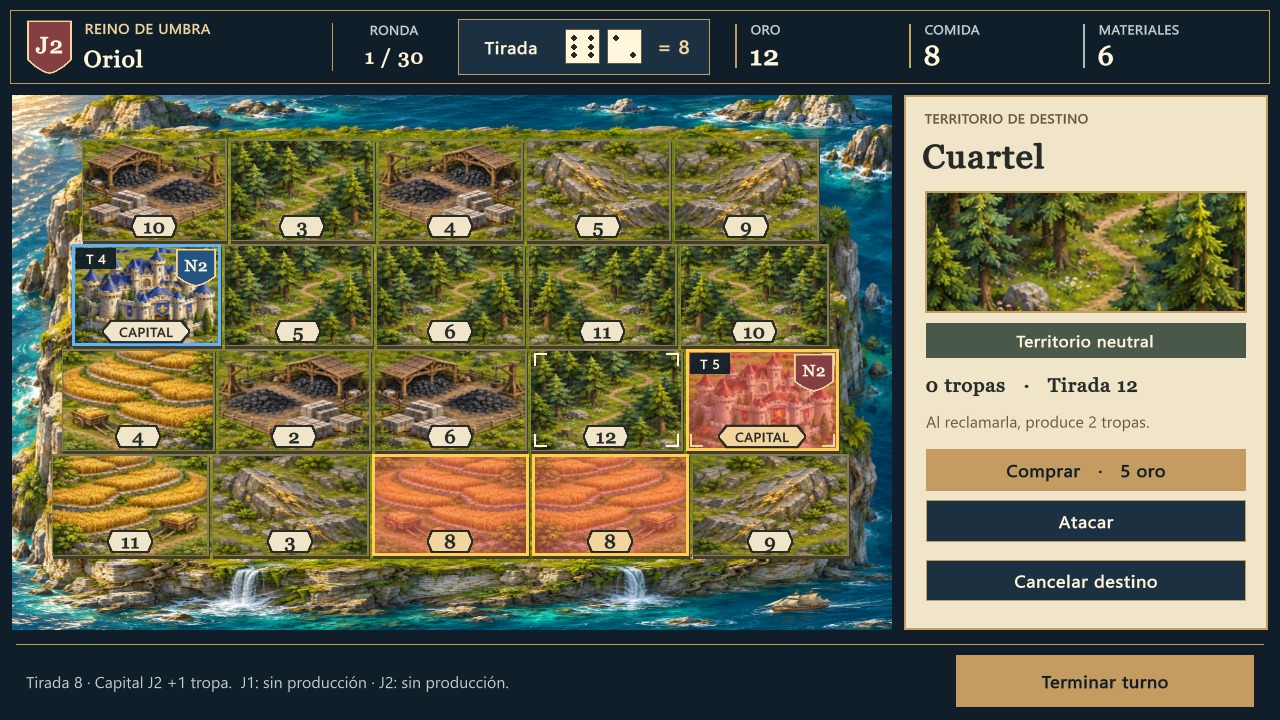 J2
REINO DE UMBRA
Oriol
RONDA
1 / 30
Tirada
= 8
ORO
12
COMIDA
8
MATERIALES
6
10
3
4
5
9
T 4
N2
CAPITAL
5
6
11
10
4
2
6
12
T 5
N2
CAPITAL
11
3
8
8
9
TERRITORIO DE DESTINO
Cuartel
Territorio neutral
0 tropas · Tirada 12
Al reclamarla, produce 2 tropas.
Comprar · 5 oro
Atacar
Cancelar destino
Tirada 8 · Capital J2 +1 tropa. J1: sin producción · J2: sin producción.
Terminar turno